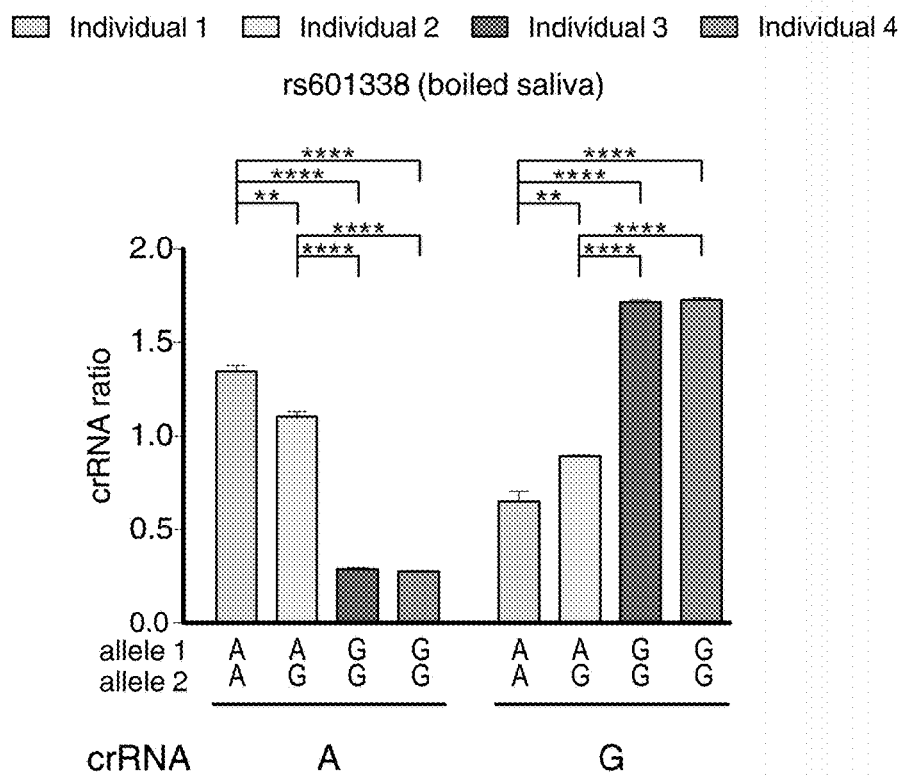 Individual 1 Individual 2 Individual 3 Individual 4
rs601338 (boiled saliva)
**** ****
**** ****
** **
**** ****
**** ****
2.0
1.5
1.0
0.5
0.0
crRNA ratio
allele 1 A A G G A A G G
allele 2 A G G G A G G G
crRNA A G